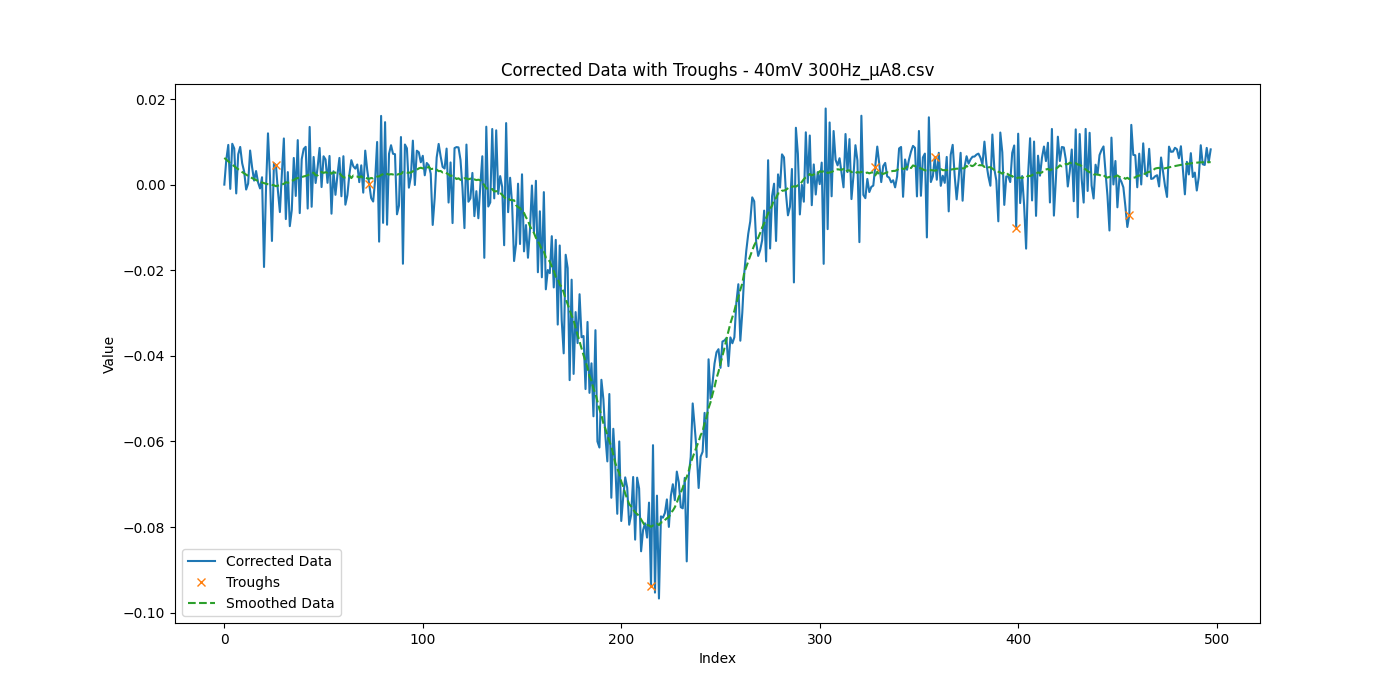 Corrected Data with Troughs - 40mV 300Hz_μA8.csv
0.02
0.00
−0.02
−0.04
−0.06
−0.08
−0.10
Value
Corrected Data
Troughs
Smoothed Data
0 100 200 300 400 500
Index